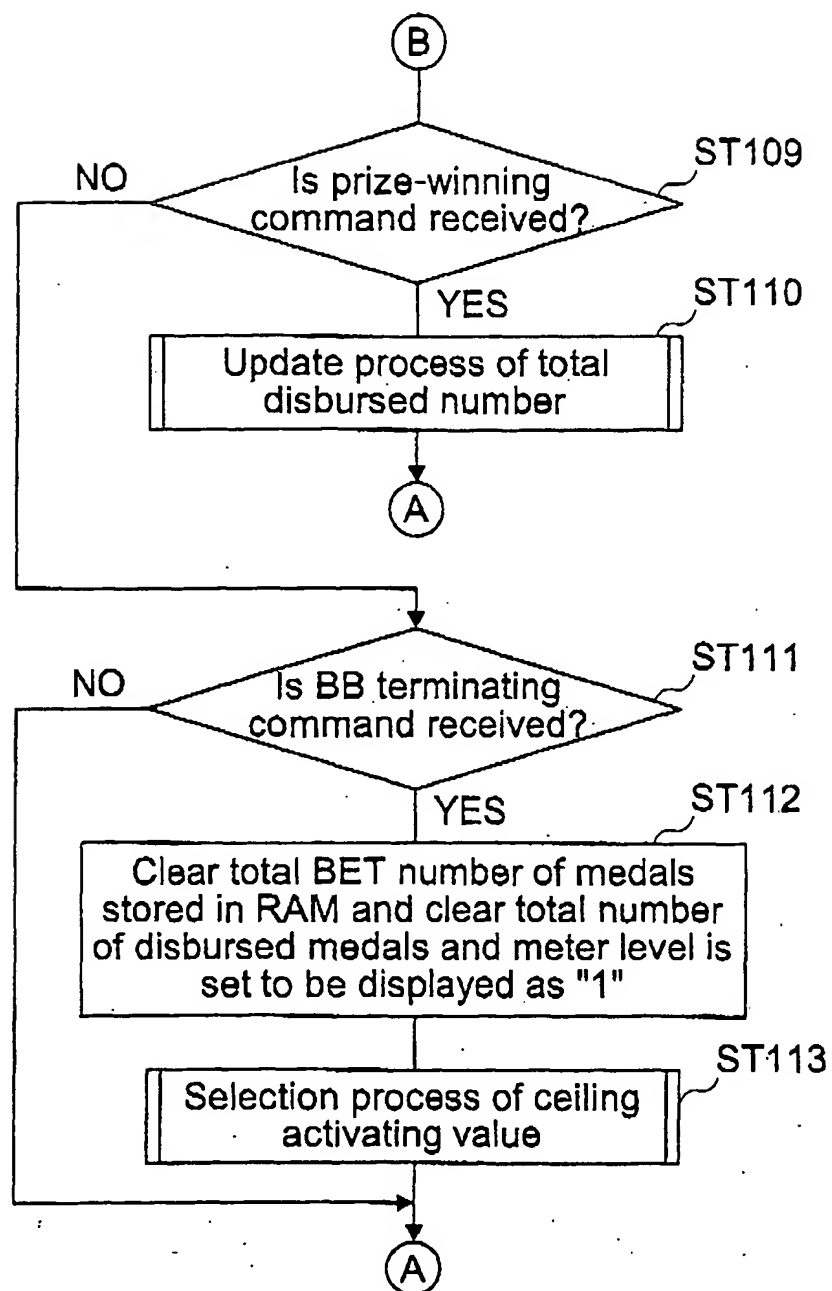 B
ST109
NO
Is prize-winning
command received?
YES
ST110
Update process of total
disbursed number
A
ST111
NO
Is BB terminating
command received?
YES
ST112
Clear total BET number of medals
stored in RAM and clear total number
of disbursed medals and meter level is
set to be displayed as "1"
ST113
Selection process of ceiling
activating value
A